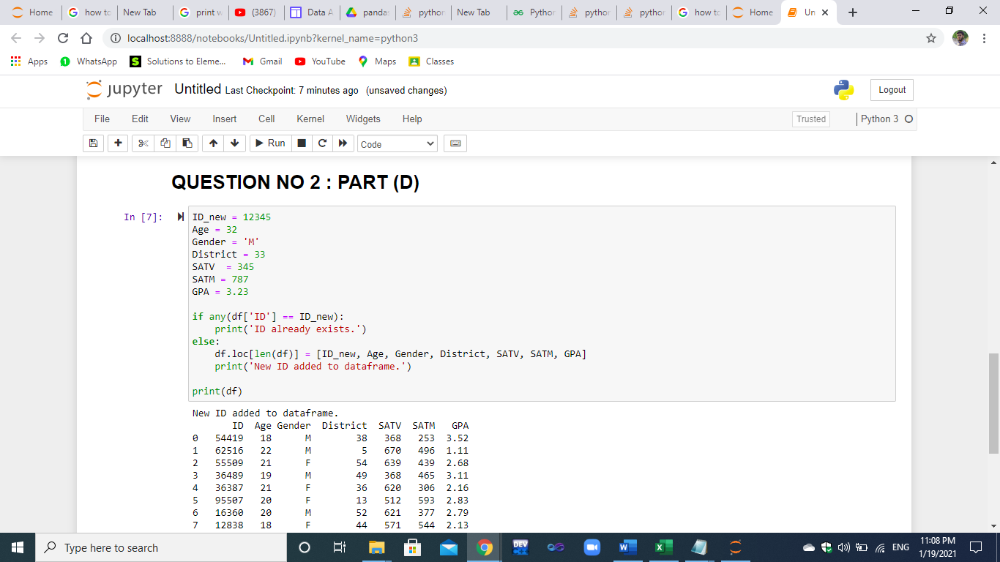 Home
how to
New Tab
print w
(3867)
Data A
panda
python
New Tab
Python
python
python
how to
Home
Un
localhost:8888/notebooks/Untitled.ipynb?kernel_name=python3
Apps WhatsApp Solutions to Eleme... Gmail YouTube Maps Classes
jupyter Untitled Last Checkpoint: 7 minutes ago (unsaved changes) Logout
File Edit View Insert Cell Kernel Widgets Help Trusted Python 3
Run Code
QUESTION NO 2 : PART (D)
In [7]: ID_new = 12345
Age = 32
Gender = 'M'
District = 33
SATV  = 345
SATM = 787
GPA = 3.23
if any(df['ID'] == ID_new):
    print('ID already exists.')
else:
    df.loc[len(df)] = [ID_new, Age, Gender, District, SATV, SATM, GPA]
    print('New ID added to dataframe.')
print(df)
New ID added to dataframe.
       ID  Age Gender  District  SATV  SATM   GPA
0   54419   18      M        38   368   253  3.52
1   62516   22      M         5   670   496  1.11
2   55509   21      F        54   639   439  2.68
3   36489   19      M        49   368   465  3.11
4   36387   21      F        36   620   306  2.16
5   95507   20      F        13   512   593  2.83
6   16360   20      M        52   621   377  2.79
7   12838   18      F        44   571   544  2.13
Type here to search
DEV
ENG
11:08 PM
1/19/2021